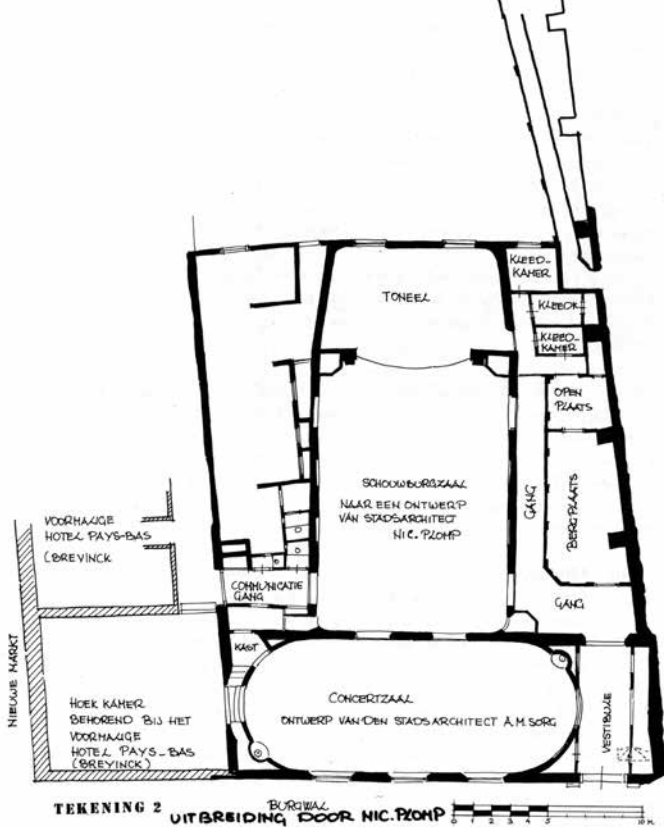 KLEED-
KAMER
TONEEL
KLEEDK
KLEED-
KAMER
OPEN
PLAATS
SCHOUWBURGZAAL
NAAR EEN ONTWERP
VAN STADSARCHITECT
NIC. PLOMP
GANG
BERGPLAATS
VOORMALIGE
HOTEL PAYS-BAS
(BREVINCK
COMMUNICATIE
GANG
GANG
KAST
NIEUWE MARKT
HOEK KAMER
BEHOREND BIJ HET
VOORMALIGE
HOTEL PAYS-BAS
(BREYINCK)
CONCERTZAAL
ONTWERP VAN DEN STADSARCHITECT A.M. SORG
VESTIBULE
TEKENING 2
BURGWAL
UITBREIDING DOOR NIC. PLOMP
0 1 2 3 4 5 10 M.